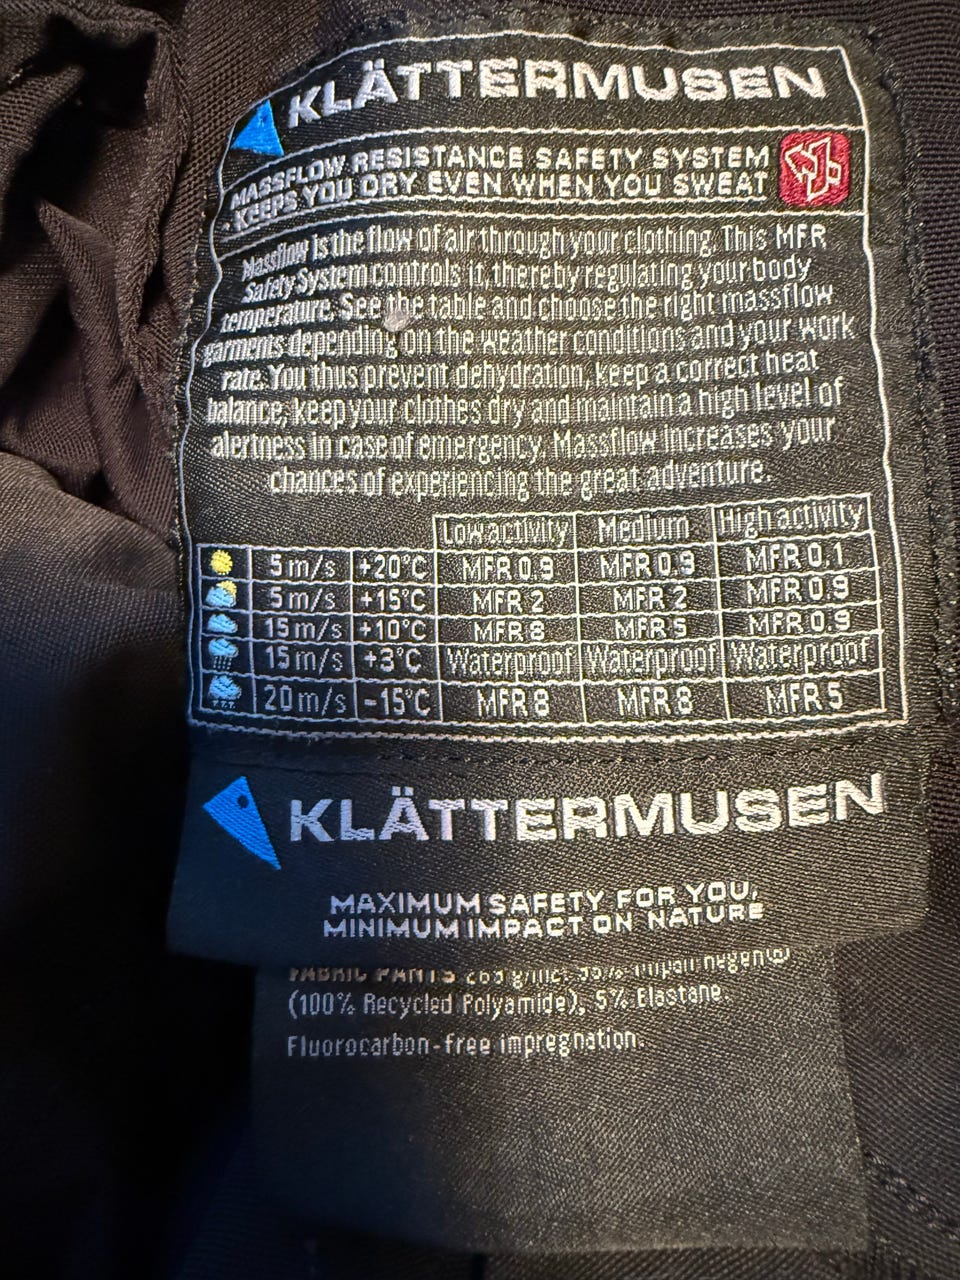 KLÄTTERMUSEN
MASSFLOW RESISTANCE SAFETY SYSTEM
- KEEPS YOU DRY EVEN WHEN YOU SWEAT
Massflow is the flow of air through your clothing. This MFR
Safety System controls it, thereby regulating your body
temperature. See the table and choose the right massflow
garments depending on the weather conditions and your work
rate. You thus prevent dehydration, keep a correct heat
balance, keep your clothes dry and maintain a high level of
alertness in case of emergency. Massflow increases your
chances of experiencing the great adventure.
Low activity Medium High activity
5 m/s +20°C MFR 0.9 MFR 0.9 MFR 0.1
5 m/s +15°C MFR 2 MFR 2 MFR 0.9
15 m/s +10°C MFR 8 MFR 5 MFR 0.9
15 m/s +3°C Waterproof Waterproof Waterproof
20 m/s -15°C MFR 8 MFR 8 MFR 5
KLÄTTERMUSEN
MAXIMUM SAFETY FOR YOU,
MINIMUM IMPACT ON NATURE
FABRIC PANTS
(100% Recycled Polyamide), 5% Elastane.
Fluorocarbon-free impregnation.